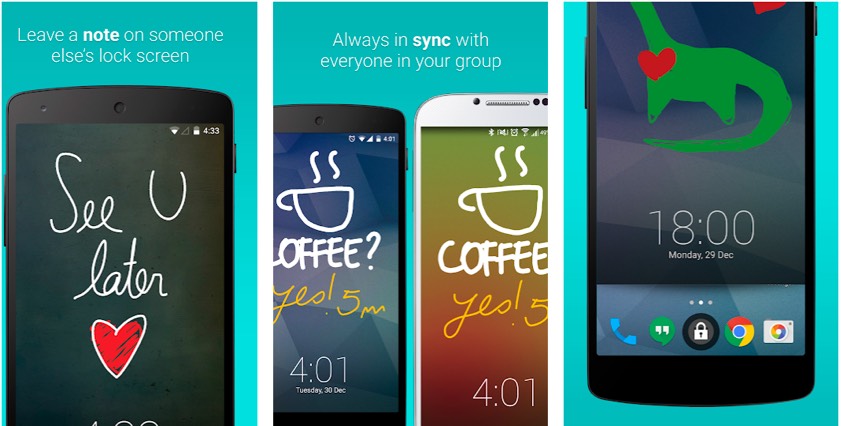 Leave a note on someone
else's lock screen
4:33
See U
later
Always in sync with
everyone in your group
4:01
COFFEE?
yes! 5m
4:01
Tuesday, 30 Dec
49
COFFEE
yes! 5
4:01
18:00
Monday, 29 Dec